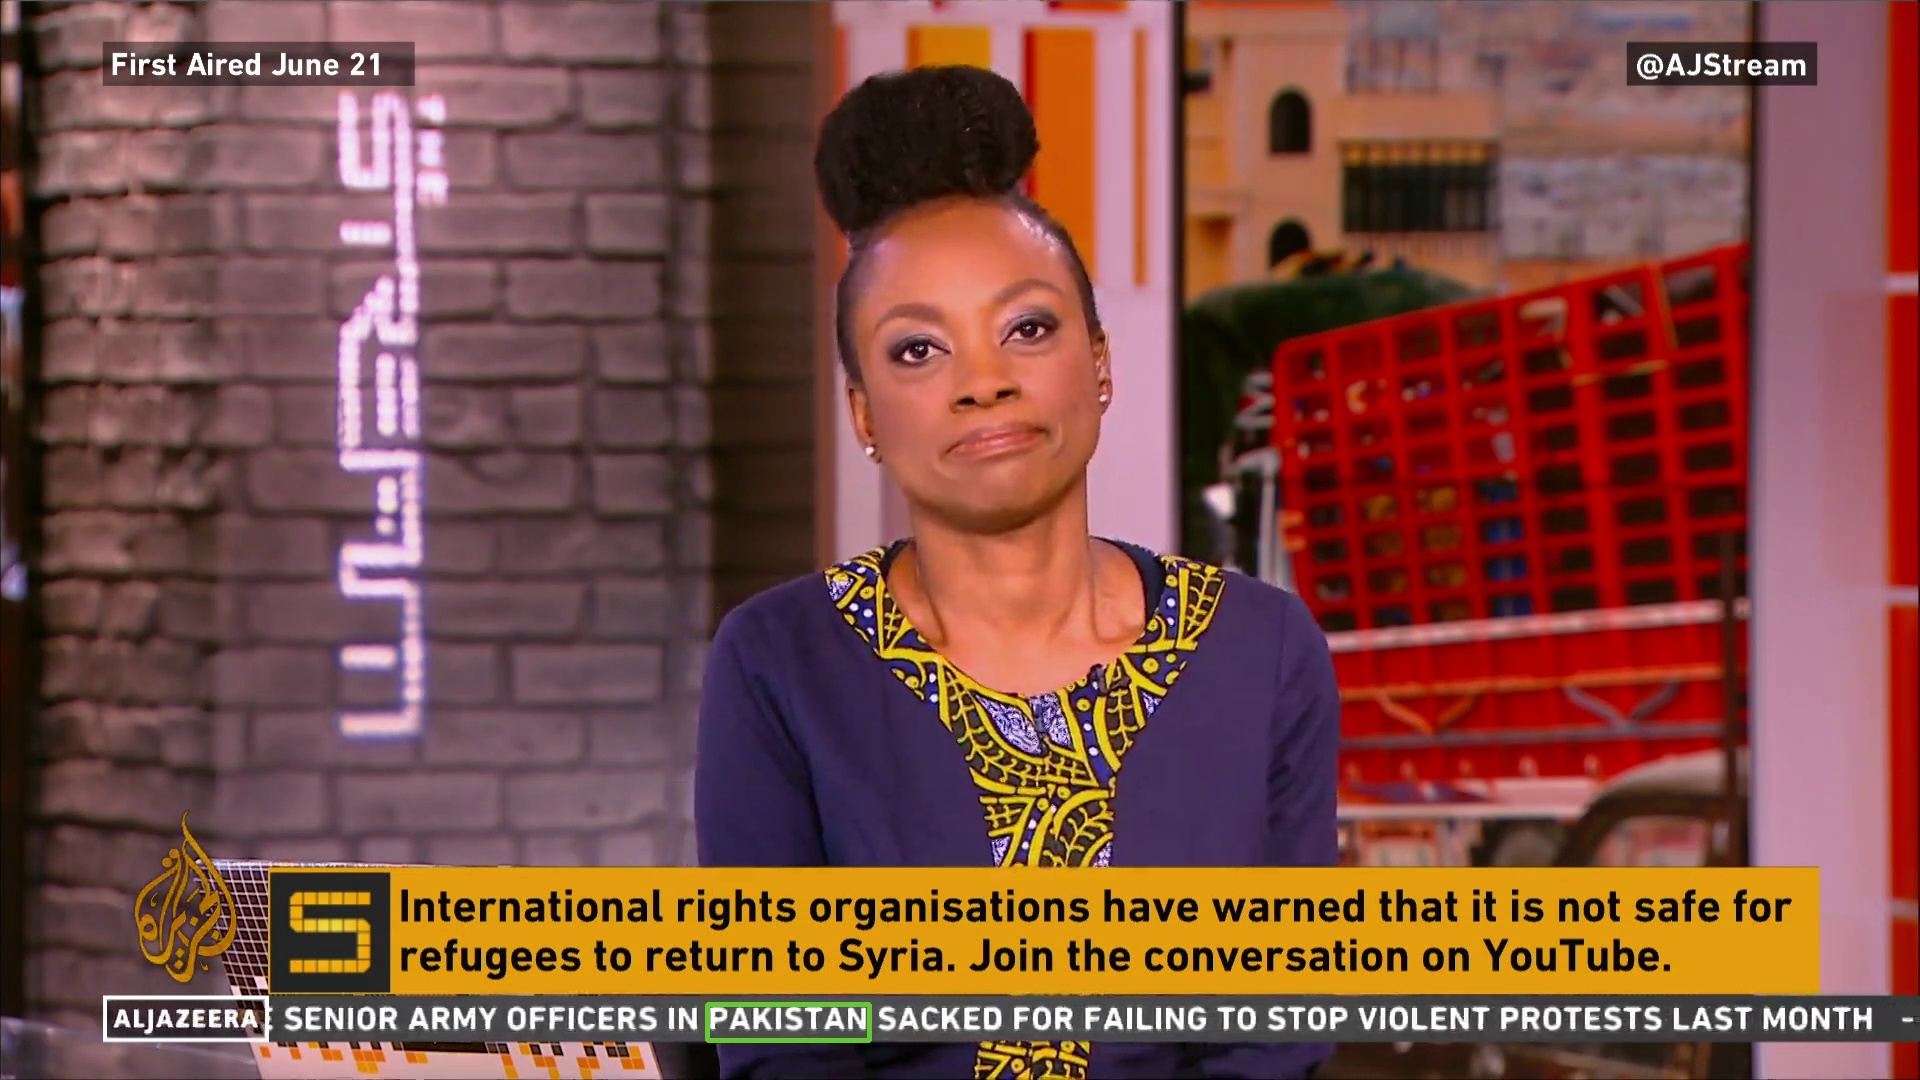 First Aired June 21
@AJStream
THE
STREAM
International rights organisations have warned that it is not safe for
refugees to return to Syria. Join the conversation on YouTube.
ALJAZEERA SENIOR ARMY OFFICERS IN PAKISTAN SACKED FOR FAILING TO STOP VIOLENT PROTESTS LAST MONTH -